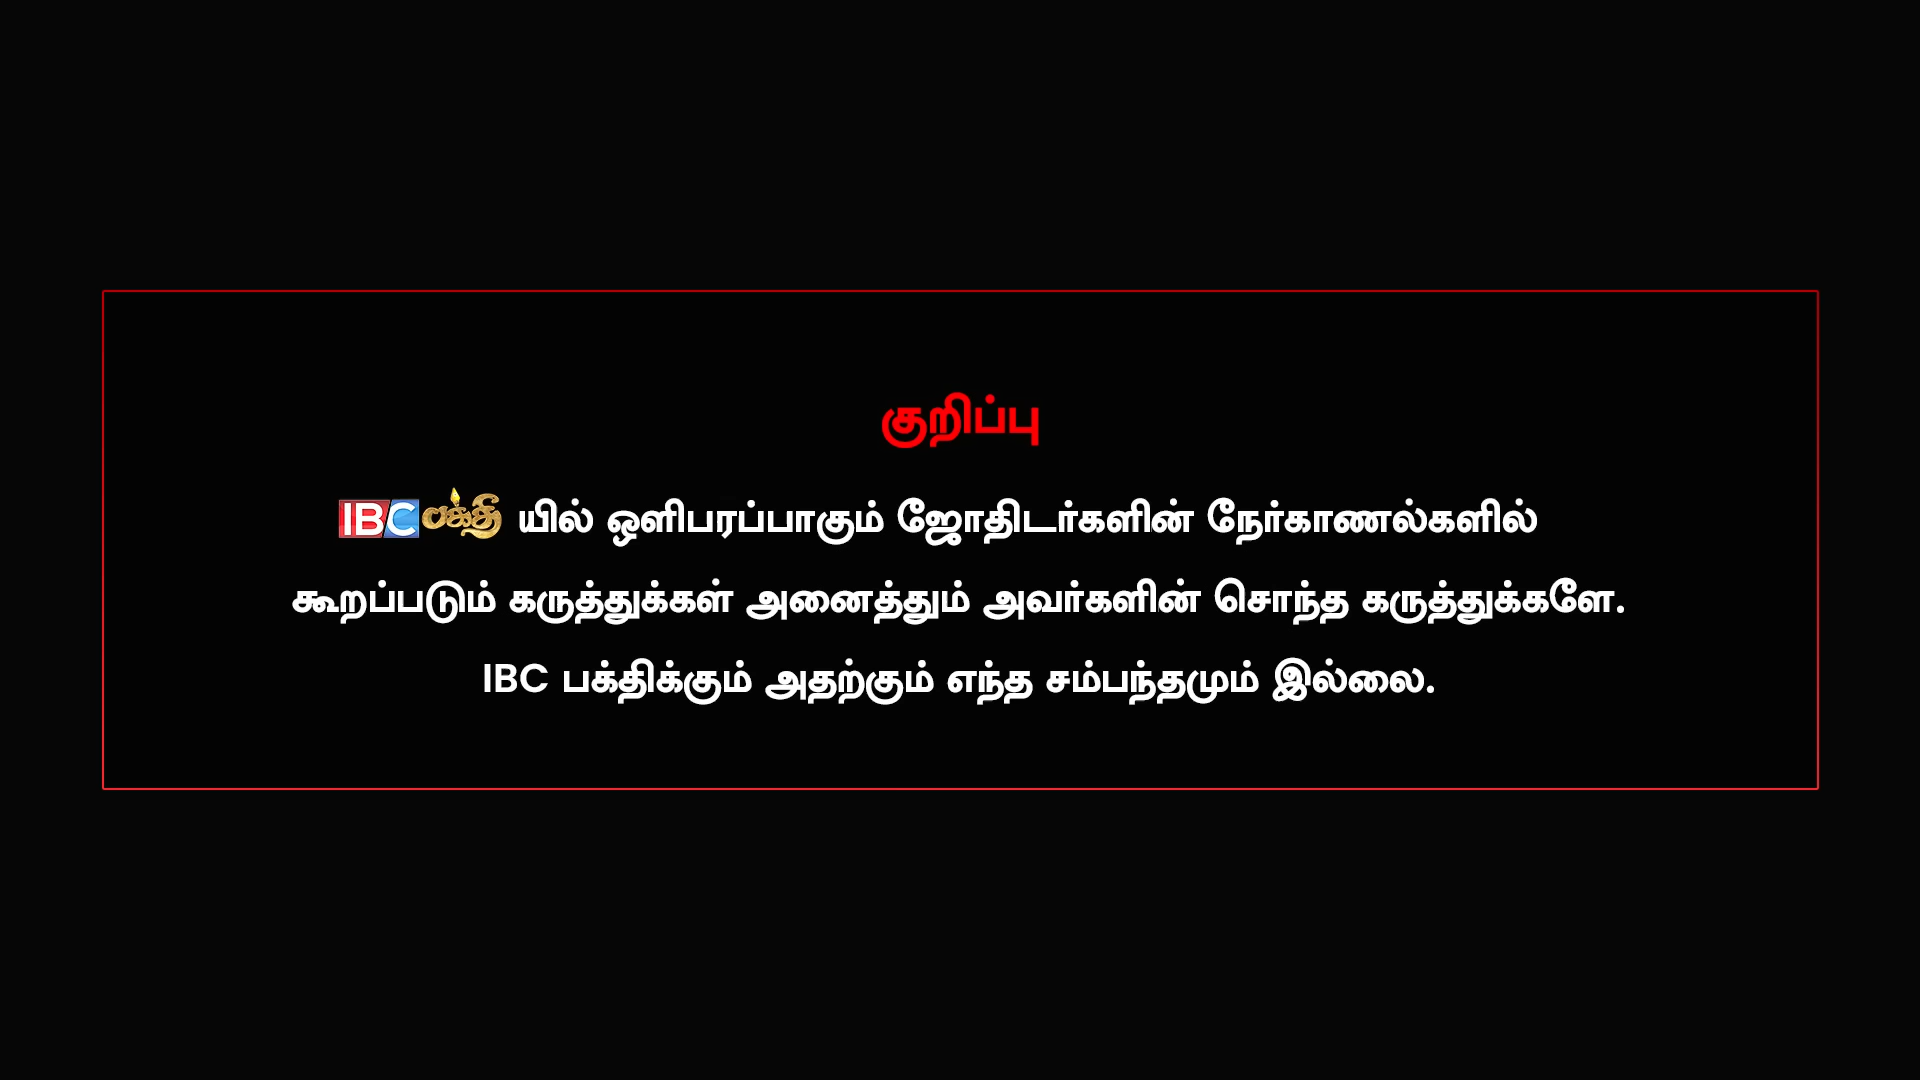 குறிப்பு
IBC பக்தி யில் ஒளிபரப்பாகும் ஜோதிடர்களின் நேர்காணல்களில்
கூறப்படும் கருத்துக்கள் அனைத்தும் அவர்களின் சொந்த கருத்துக்களே.
IBC பக்திக்கும் அதற்கும் எந்த சம்பந்தமும் இல்லை.